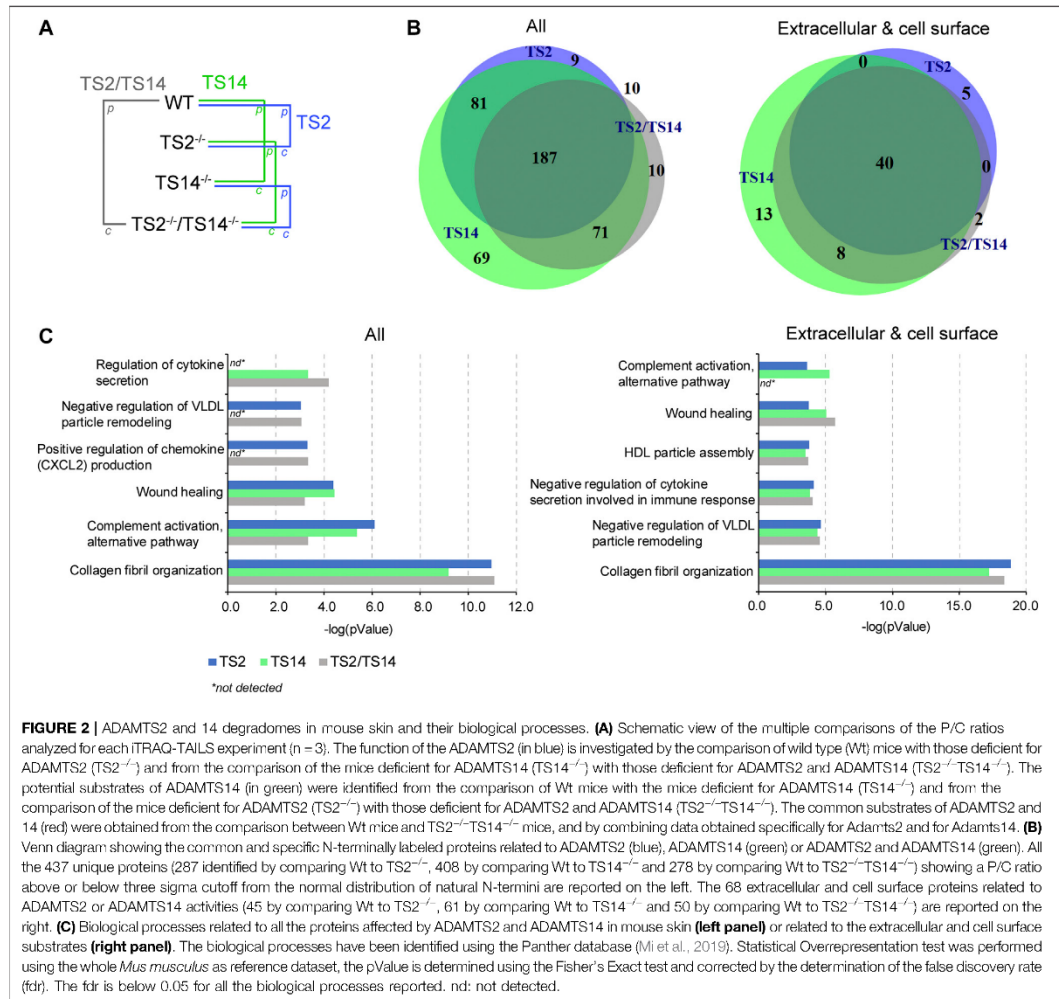 A
TS2/TS14
TS14
WT
p
p
p
TS2
TS2-/-
p
c
TS14-/-
c
p
TS2-/-/TS14-/-
c
c
c
B
All
TS2
9
10
81
TS2/TS14
187
10
TS14
71
69
Extracellular & cell surface
0
TS2
5
40
0
TS14
13
2
TS2/TS14
8
C
All
Regulation of cytokine
secretion
nd*
Negative regulation of VLDL
particle remodeling
nd*
Positive regulation of chemokine
(CXCL2) production
nd*
Wound healing
Complement activation,
alternative pathway
Collagen fibril organization
0.0 2.0 4.0 6.0 8.0 10.0 12.0
-log(pValue)
TS2 TS14 TS2/TS14
*not detected
Extracellular & cell surface
Complement activation,
alternative pathway
nd*
Wound healing
HDL particle assembly
Negative regulation of cytokine
secretion involved in immune response
Negative regulation of VLDL
particle remodeling
Collagen fibril organization
0.0 5.0 10.0 15.0 20.0
-log(pValue)
FIGURE 2 | ADAMTS2 and 14 degradomes in mouse skin and their biological processes. (A) Schematic view of the multiple comparisons of the P/C ratios
analyzed for each iTRAQ-TAILS experiment (n = 3). The function of the ADAMTS2 (in blue) is investigated by the comparison of wild type (Wt) mice with those deficient for
ADAMTS2 (TS2−/−) and from the comparison of the mice deficient for ADAMTS14 (TS14−/−) with those deficient for ADAMTS2 and ADAMTS14 (TS2−/−TS14−/−). The
potential substrates of ADAMTS14 (in green) were identified from the comparison of Wt mice with the mice deficient for ADAMTS14 (TS14−/−) and from the
comparison of the mice deficient for ADAMTS2 (TS2−/−) with those deficient for ADAMTS2 and ADAMTS14 (TS2−/−TS14−/−). The common substrates of ADAMTS2 and
14 (red) were obtained from the comparison between Wt mice and TS2−/−TS14−/− mice, and by combining data obtained specifically for Adamts2 and for Adamts14. (B)
Venn diagram showing the common and specific N-terminally labeled proteins related to ADAMTS2 (blue), ADAMTS14 (green) or ADAMTS2 and ADAMTS14 (green). All
the 437 unique proteins (287 identified by comparing Wt to TS2−/−, 408 by comparing Wt to TS14−/− and 278 by comparing Wt to TS2−/−TS14−/−) showing a P/C ratio
above or below three sigma cutoff from the normal distribution of natural N-termini are reported on the left. The 68 extracellular and cell surface proteins related to
ADAMTS2 or ADAMTS14 activities (45 by comparing Wt to TS2−/−, 61 by comparing Wt to TS14−/− and 50 by comparing Wt to TS2−/−TS14−/−) are reported on the
right. (C) Biological processes related to all the proteins affected by ADAMTS2 and ADAMTS14 in mouse skin (left panel) or related to the extracellular and cell surface
substrates (right panel). The biological processes have been identified using the Panther database (Mi et al., 2019). Statistical Overrepresentation test was performed
using the whole Mus musculus as reference dataset, the pValue is determined using the Fisher's Exact test and corrected by the determination of the false discovery rate
(fdr). The fdr is below 0.05 for all the biological processes reported. nd: not detected.